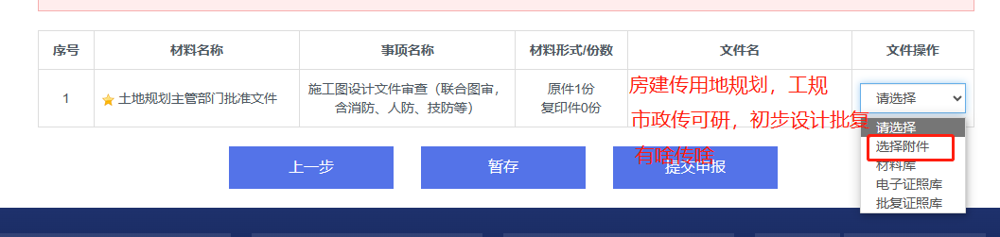 序号 材料名称 事项名称 材料形式/份数 文件名 文件操作
1 土地规划主管部门批准文件 施工图设计文件审查（联合图审， 原件1份 请选择
含消防、人防、技防等） 复印件0份
房建传用地规划，工规
市政传可研，初步设计批复
有啥传啥
请选择
选择附件
材料库
电子证照库
批复证照库
上一步 暂存 提交申报